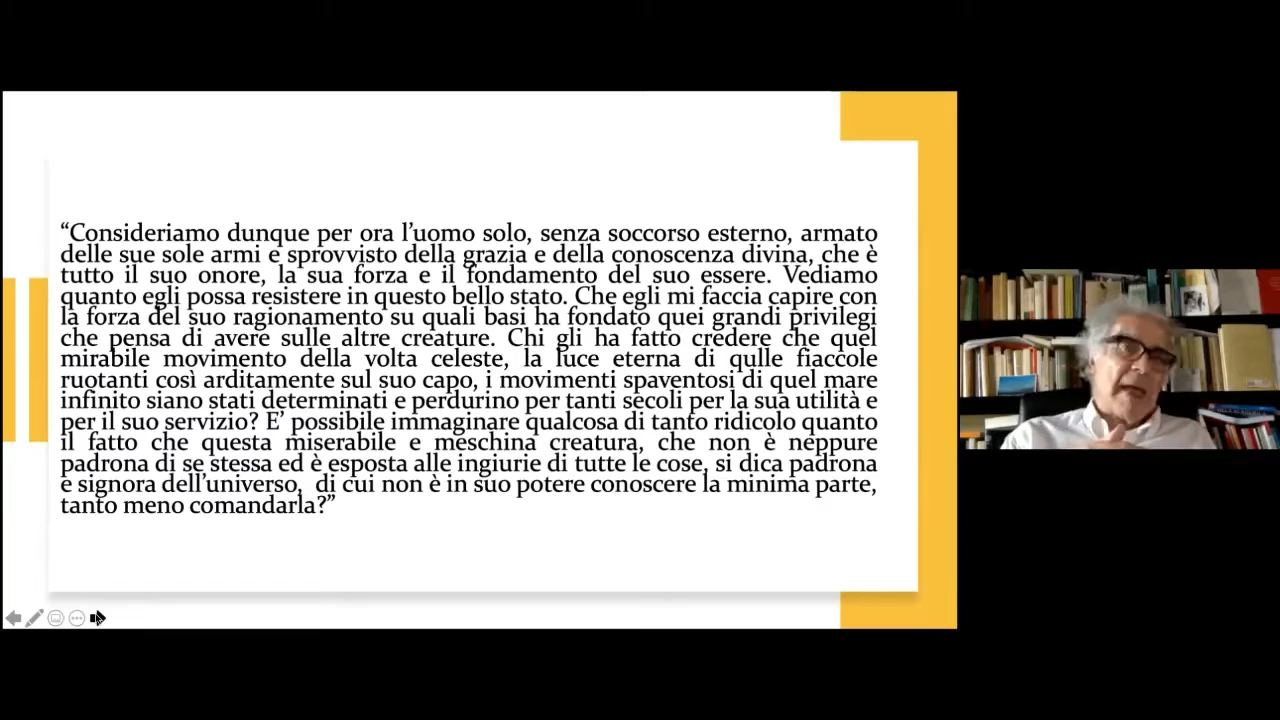 “Consideriamo dunque per ora l’uomo solo, senza soccorso esterno, armato
delle sue sole armi e sprovvisto della grazia e della conoscenza divina, che è
tutto il suo onore, la sua forza e il fondamento del suo essere. Vediamo
quanto egli possa resistere in questo bello stato. Che egli mi faccia capire con
la forza del suo ragionamento su quali basi ha fondato quei grandi privilegi
che pensa di avere sulle altre creature. Chi gli ha fatto credere che quel
mirabile movimento della volta celeste, la luce eterna di qulle fiaccole
ruotanti così arditamente sul suo capo, i movimenti spaventosi di quel mare
infinito siano stati determinati e perdurino per tanti secoli per la sua utilità e
per il suo servizio? E’ possibile immaginare qualcosa di tanto ridicolo quanto
il fatto che questa miserabile e meschina creatura, che non è neppure
padrona di se stessa ed è esposta alle ingiurie di tutte le cose, si dica padrona
e signora dell’universo,  di cui non è in suo potere conoscere la minima parte,
tanto meno comandarla?”